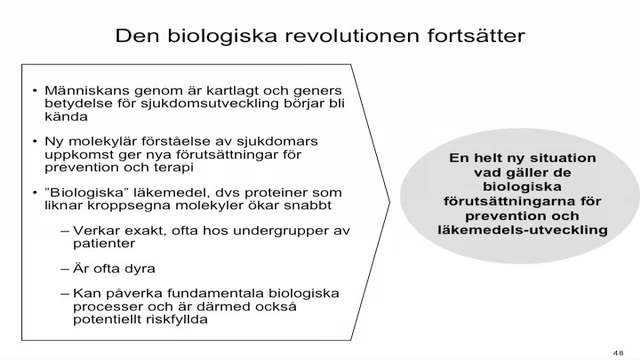 Den biologiska revolutionen fortsätter
• Människans genom är kartlagt och geners
betydelse för sjukdomsutveckling börjar bli
kända
• Ny molekylär förståelse av sjukdomars
uppkomst ger nya förutsättningar för
prevention och terapi
• ”Biologiska” läkemedel, dvs proteiner som
liknar kroppsegna molekyler ökar snabbt
– Verkar exakt, ofta hos undergrupper av
patienter
– Är ofta dyra
– Kan påverka fundamentala biologiska
processer och är därmed också
potentiellt riskfyllda
En helt ny situation
vad gäller de
biologiska
förutsättningarna för
prevention och
läkemedels-utveckling
48